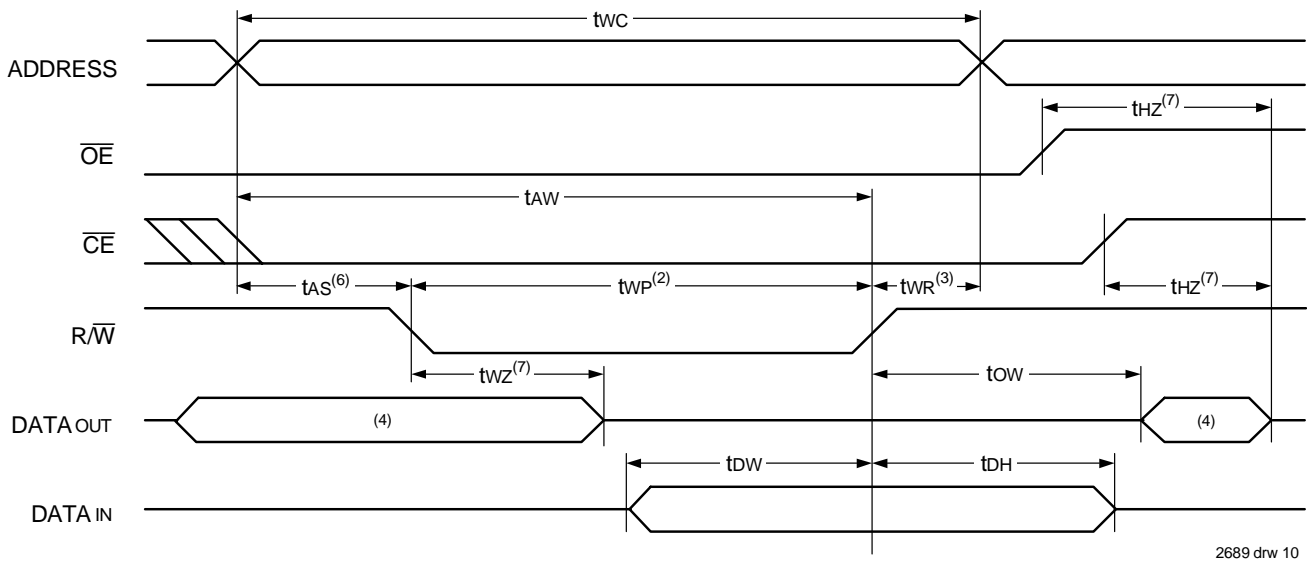 tWC
ADDRESS
tHZ(7)
OE
tAW
CE
tAS(6) tWP(2) tWR(3) tHZ(7)
R/W
tWZ(7) tOW
DATA OUT (4) (4)
tDW tDH
DATA IN
2689 drw 10